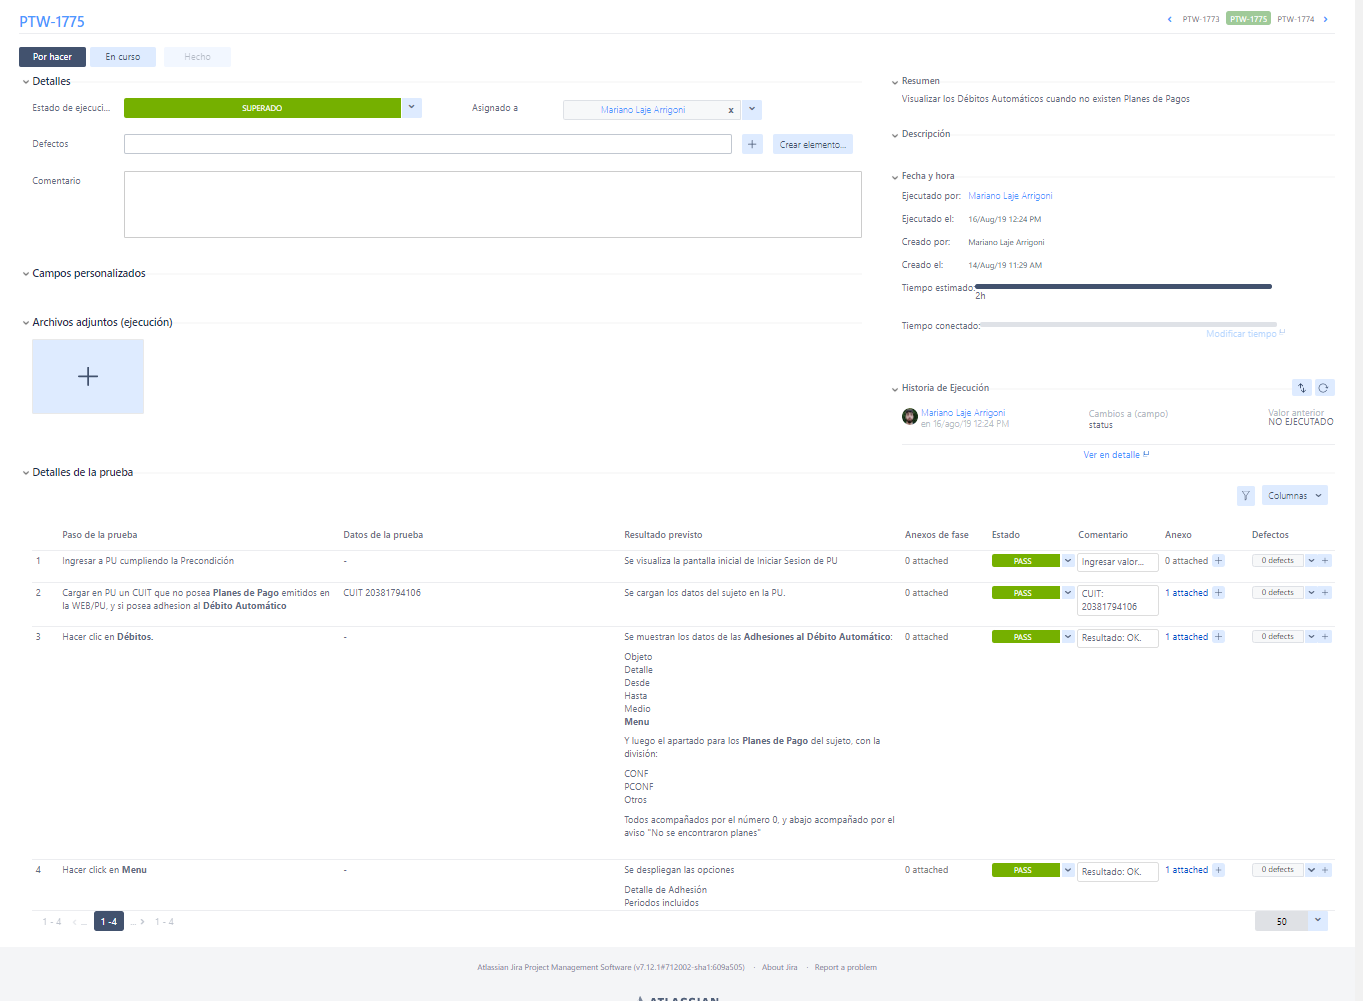 PTW-1775
PTW-1773 PTW-1775 PTW-1774
Por hacer En curso Hecho
Detalles
Estado de ejecuci... SUPERADO Asignado a Mariano Laje Arrigoni x
Defectos Crear elemento...
Comentario
Campos personalizados
Archivos adjuntos (ejecución)
Resumen
Visualizar los Débitos Automáticos cuando no existen Planes de Pagos
Descripción
Fecha y hora
Ejecutado por: Mariano Laje Arrigoni
Ejecutado el: 16/Aug/19 12:24 PM
Creado por: Mariano Laje Arrigoni
Creado el: 14/Aug/19 11:29 AM
Tiempo estimado:
2h
Tiempo conectado:
Modificar tiempo
Historia de Ejecución
Mariano Laje Arrigoni Cambios a (campo) Valor anterior
en 16/ago/19 12:24 PM status NO EJECUTADO
Ver en detalle
Detalles de la prueba
Columnas
Paso de la prueba Datos de la prueba Resultado previsto Anexos de fase Estado Comentario Anexo Defectos
1 Ingresar a PU cumpliendo la Precondición - Se visualiza la pantalla inicial de Iniciar Sesion de PU 0 attached PASS Ingresar valor... 0 attached + 0 defects +
2 Cargar en PU un CUIT que no posea Planes de Pago emitidos en CUIT 20381794106 Se cargan los datos del sujeto en la PU. 0 attached PASS CUIT: 1 attached + 0 defects +
la WEB/PU, y si posea adhesion al Débito Automático 20381794106
3 Hacer clic en Débitos. - Se muestran los datos de las Adhesiones al Débito Automático: 0 attached PASS Resultado: OK. 1 attached + 0 defects +
Objeto
Detalle
Desde
Hasta
Medio
Menu
Y luego el apartado para los Planes de Pago del sujeto, con la
división:
CONF
PCONF
Otros
Todos acompañados por el número 0, y abajo acompañado por el
aviso "No se encontraron planes"
4 Hacer click en Menu - Se despliegan las opciones 0 attached PASS Resultado: OK. 1 attached + 0 defects +
Detalle de Adhesión
Periodos incluidos
1 - 4 ‹ ... 1 -4 ... › 1 - 4 50
Atlassian Jira Project Management Software (v7.12.1#712002-sha1:609a505) · About Jira · Report a problem
ATLASSIAN